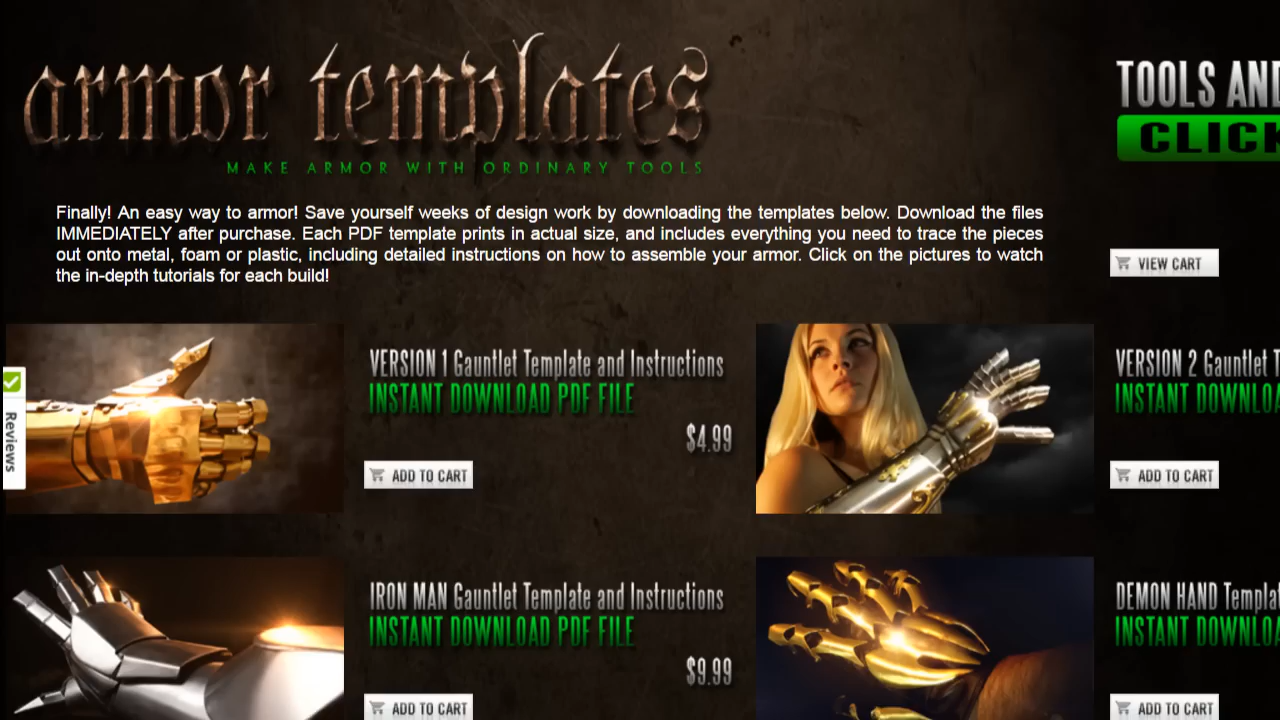 armor templates
MAKE ARMOR WITH ORDINARY TOOLS
TOOLS AND
CLICK
Finally! An easy way to armor! Save yourself weeks of design work by downloading the templates below. Download the files
IMMEDIATELY after purchase. Each PDF template prints in actual size, and includes everything you need to trace the pieces
out onto metal, foam or plastic, including detailed instructions on how to assemble your armor. Click on the pictures to watch
the in-depth tutorials for each build!
VIEW CART
Reviews
VERSION 1 Gauntlet Template and Instructions
INSTANT DOWNLOAD PDF FILE
$4.99
ADD TO CART
VERSION 2 Gauntlet
INSTANT
ADD TO CART
IRON MAN Gauntlet Template and Instructions
INSTANT DOWNLOAD PDF FILE
$9.99
ADD TO CART
DEMON HAND
INSTANT
ADD TO CART